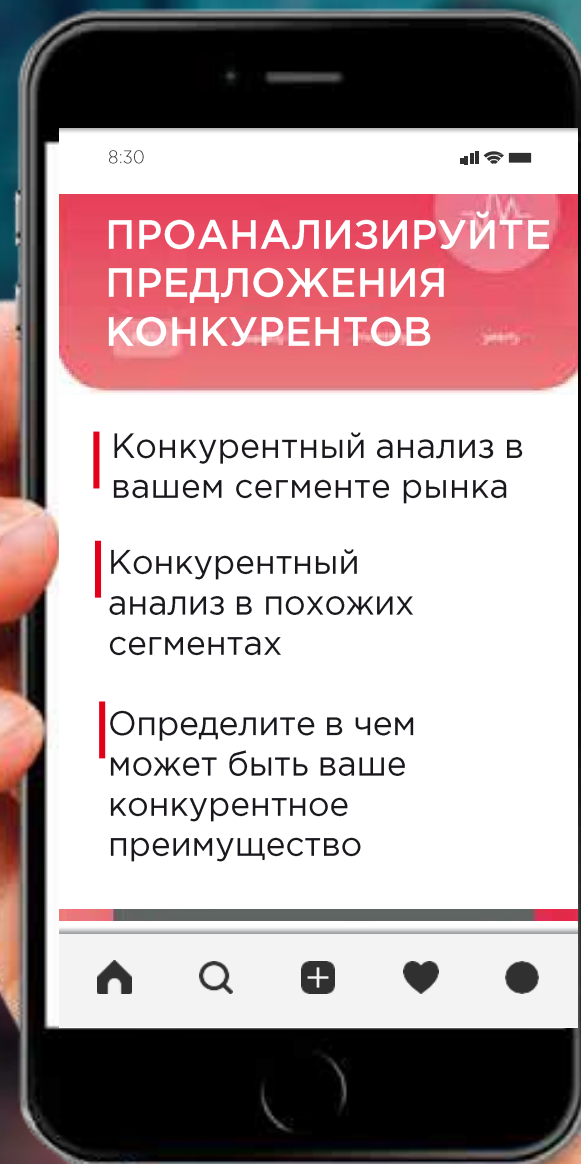 8:30
ПРОАНАЛИЗИРУЙТЕ
ПРЕДЛОЖЕНИЯ
КОНКУРЕНТОВ
Конкурентный анализ в
вашем сегменте рынка
Конкурентный
анализ в похожих
сегментах
Определите в чем
может быть ваше
конкурентное
преимущество